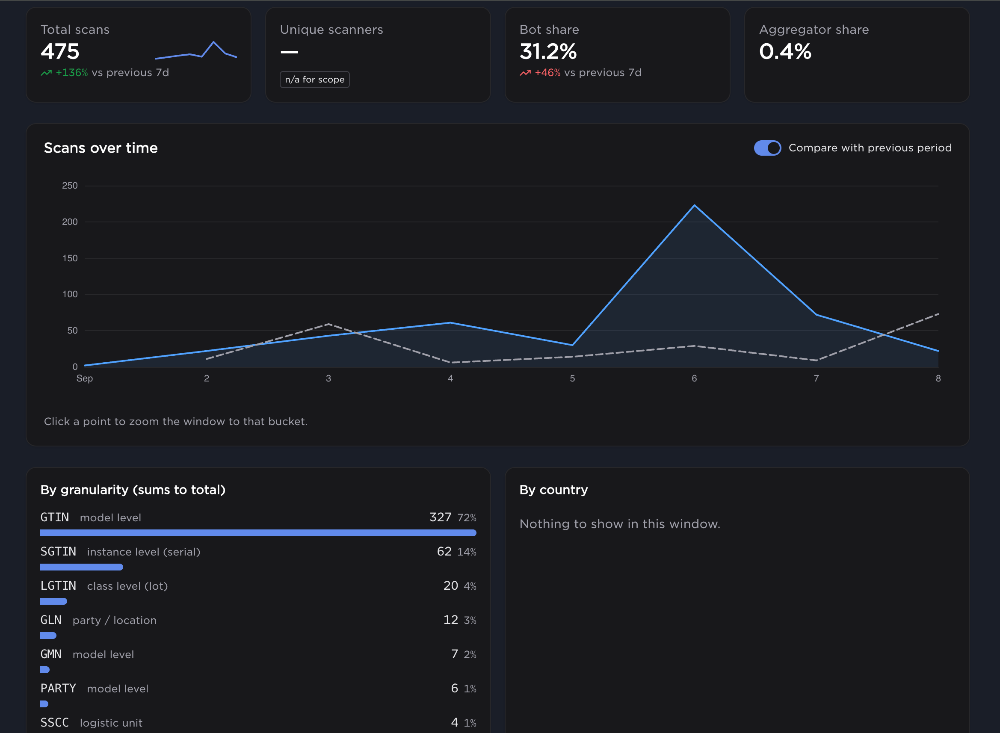 Total scans
475
+136% vs previous 7d
Unique scanners
—
n/a for scope
Bot share
31.2%
+46% vs previous 7d
Aggregator share
0.4%
Scans over time
Compare with previous period
250
200
150
100
50
0
Sep 2 3 4 5 6 7 8
Click a point to zoom the window to that bucket.
By granularity (sums to total)
GTIN model level 327 72%
SGTIN instance level (serial) 62 14%
LGTIN class level (lot) 20 4%
GLN party / location 12 3%
GMN model level 7 2%
PARTY model level 6 1%
SSCC logistic unit 4 1%
By country
Nothing to show in this window.